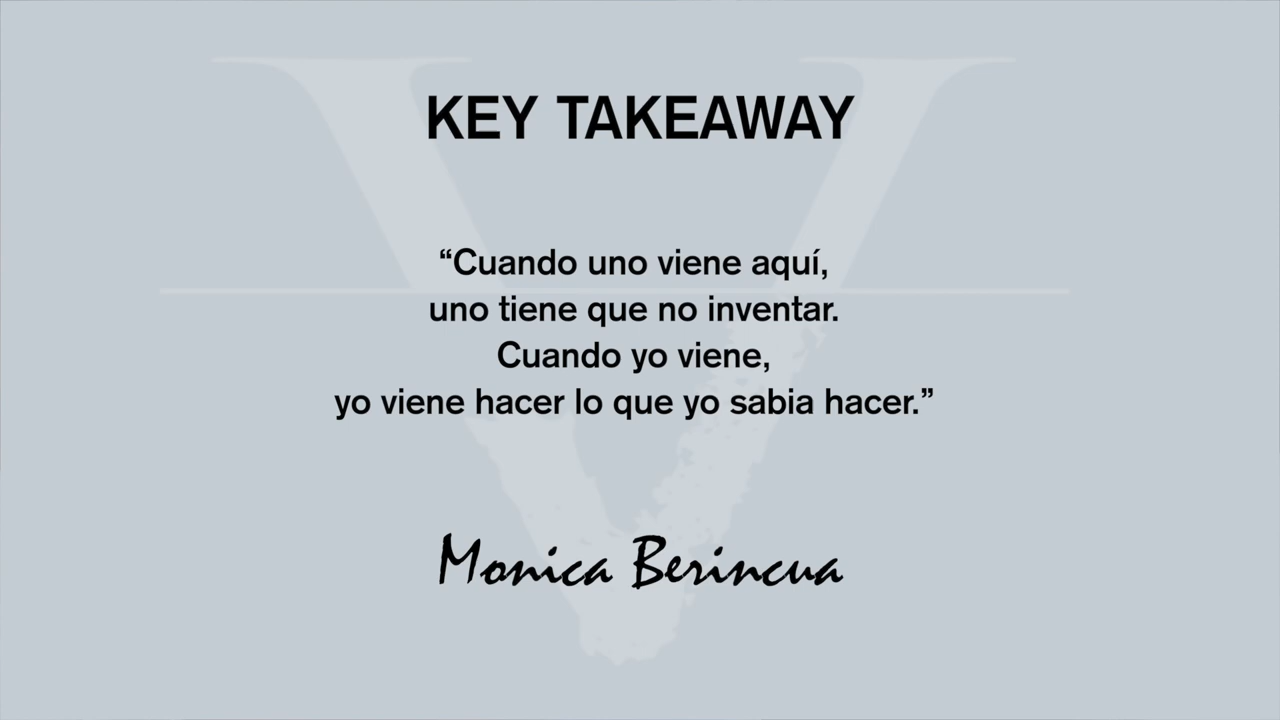 KEY TAKEAWAY
“Cuando uno viene aquí,
uno tiene que no inventar.
Cuando yo viene,
yo viene hacer lo que yo sabia hacer.”
Monica Berincua